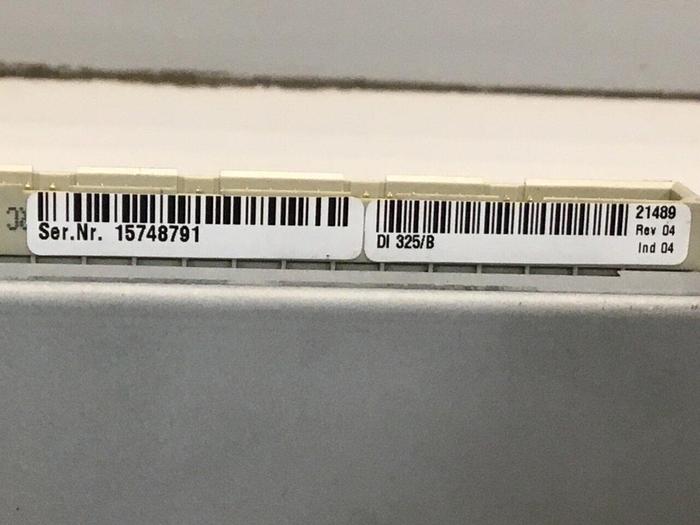 Ser.Nr. 15748791
DI 325/B
21489
Rev 04
Ind 04